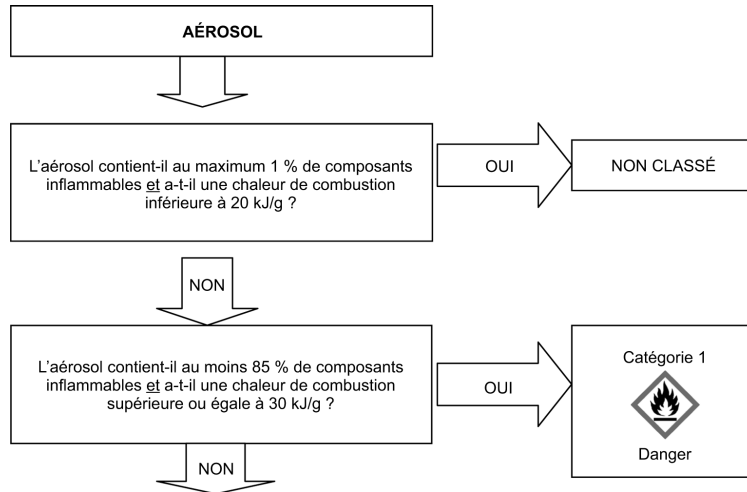 AÉROSOL
L'aérosol contient-il au maximum 1 % de composants
inflammables et a-t-il une chaleur de combustion
inférieure à 20 kJ/g ?
OUI
NON CLASSÉ
NON
L'aérosol contient-il au moins 85 % de composants
inflammables et a-t-il une chaleur de combustion
supérieure ou égale à 30 kJ/g ?
OUI
Catégorie 1
Danger
NON